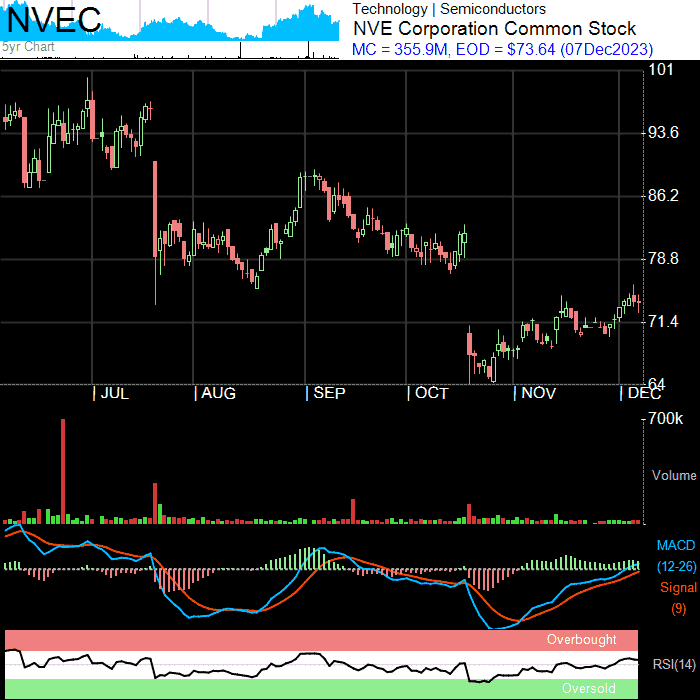 NVEC
5yr Chart
Technology | Semiconductors
NVE Corporation Common Stock
MC = 355.9M, EOD = $73.64 (07Dec2023)
101
93.6
86.2
78.8
71.4
64
JUL AUG SEP OCT NOV DEC
700k
Volume
MACD
(12-26)
Signal
(9)
Overbought
RSI(14)
Oversold